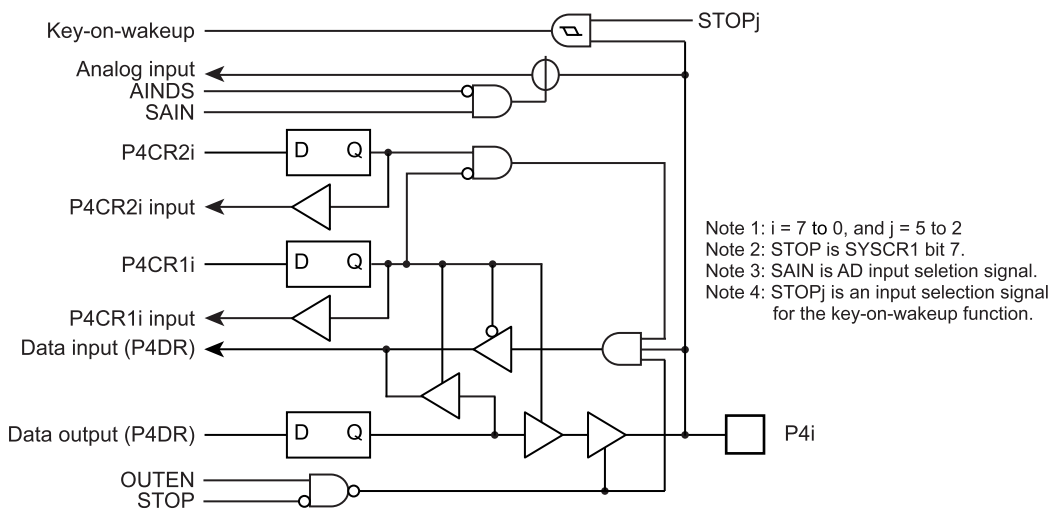 Key-on-wakeup
STOPj
Analog input
AINDS
SAIN
P4CR2i
D Q
P4CR2i input
P4CR1i
D Q
P4CR1i input
Data input (P4DR)
Data output (P4DR)
D Q
P4i
OUTEN
STOP
Note 1: i = 7 to 0, and j = 5 to 2
Note 2: STOP is SYSCR1 bit 7.
Note 3: SAIN is AD input seletion signal.
Note 4: STOPj is an input selection signal
for the key-on-wakeup function.